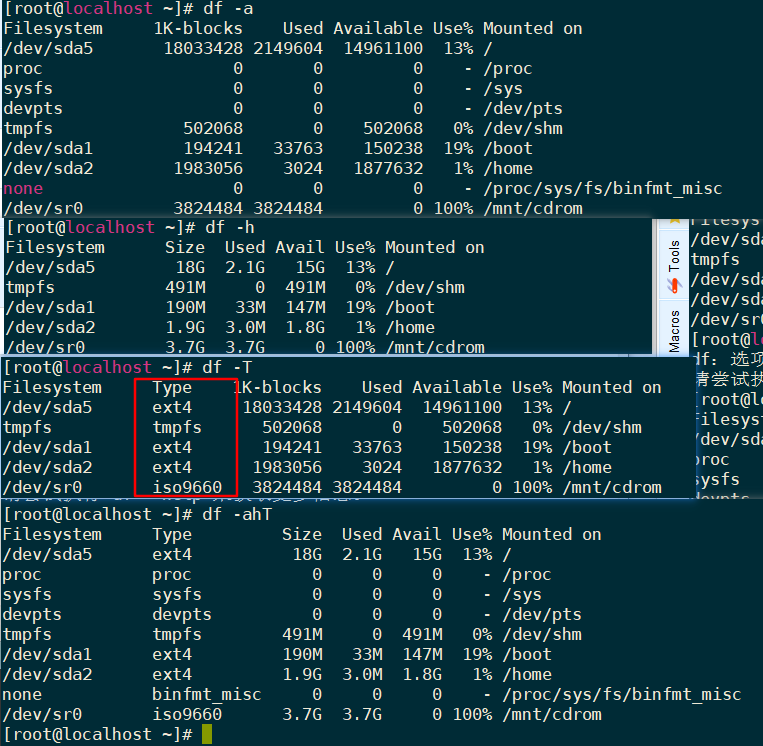 [root@localhost ~]# df -a
Filesystem     1K-blocks    Used Available Use% Mounted on
/dev/sda5       18033428 2149604  14961100  13% /
proc                   0       0         0    - /proc
sysfs                  0       0         0    - /sys
devpts                 0       0         0    - /dev/pts
tmpfs             502068       0    502068   0% /dev/shm
/dev/sda1         194241   33763    150238  19% /boot
/dev/sda2        1983056    3024   1877632   1% /home
none                   0       0         0    - /proc/sys/fs/binfmt_misc
/dev/sr0         3824484 3824484         0 100% /mnt/cdrom
[root@localhost ~]# df -h
Filesystem      Size  Used Avail Use% Mounted on
/dev/sda5        18G  2.1G   15G  13% /
tmpfs           491M     0  491M   0% /dev/shm
/dev/sda1       190M   33M  147M  19% /boot
/dev/sda2       1.9G  3.0M  1.8G   1% /home
/dev/sr0        3.7G  3.7G     0 100% /mnt/cdrom
Tools
Macros
Filesys
/dev/sda
tmpfs
/dev/sda
/dev/sda
/dev/sr0
[root@lo
df: 选项
请尝试执
[root@lo
Filesyst
/dev/sda
proc
sysfs
devpts
[root@localhost ~]# df -T
Filesystem     Type    1K-blocks    Used Available Use% Mounted on
/dev/sda5      ext4     18033428 2149604  14961100  13% /
tmpfs          tmpfs      502068       0    502068   0% /dev/shm
/dev/sda1      ext4       194241   33763    150238  19% /boot
/dev/sda2      ext4      1983056    3024   1877632   1% /home
/dev/sr0       iso9660   3824484 3824484         0 100% /mnt/cdrom
[root@localhost ~]# df -ahT
Filesystem     Type         Size  Used Avail Use% Mounted on
/dev/sda5      ext4          18G  2.1G   15G  13% /
proc           proc            0     0     0    - /proc
sysfs          sysfs           0     0     0    - /sys
devpts         devpts          0     0     0    - /dev/pts
tmpfs          tmpfs        491M     0  491M   0% /dev/shm
/dev/sda1      ext4         190M   33M  147M  19% /boot
/dev/sda2      ext4         1.9G  3.0M  1.8G   1% /home
none           binfmt_misc     0     0     0    - /proc/sys/fs/binfmt_misc
/dev/sr0       iso9660      3.7G  3.7G     0 100% /mnt/cdrom
[root@localhost ~]#